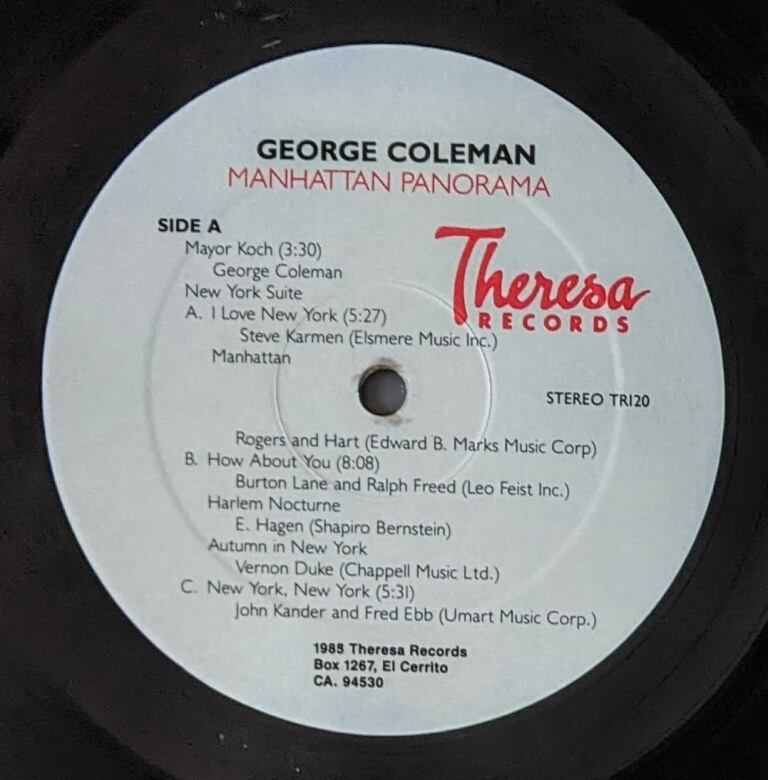 GEORGE COLEMAN
MANHATTAN PANORAMA
SIDE A
Mayor Koch (3:30)
George Coleman
New York Suite
A. I Love New York (5:27)
Steve Karmen (Elsmere Music Inc.)
Manhattan
Theresa
RECORDS
STEREO TR120
Rogers and Hart (Edward B. Marks Music Corp)
B. How About You (8:08)
Burton Lane and Ralph Freed (Leo Feist Inc.)
Harlem Nocturne
E. Hagen (Shapiro Bernstein)
Autumn in New York
Vernon Duke (Chappell Music Ltd.)
C. New York, New York (5:31)
John Kander and Fred Ebb (Umart Music Corp.)
1985 Theresa Records
Box 1267, El Cerrito
CA. 94530